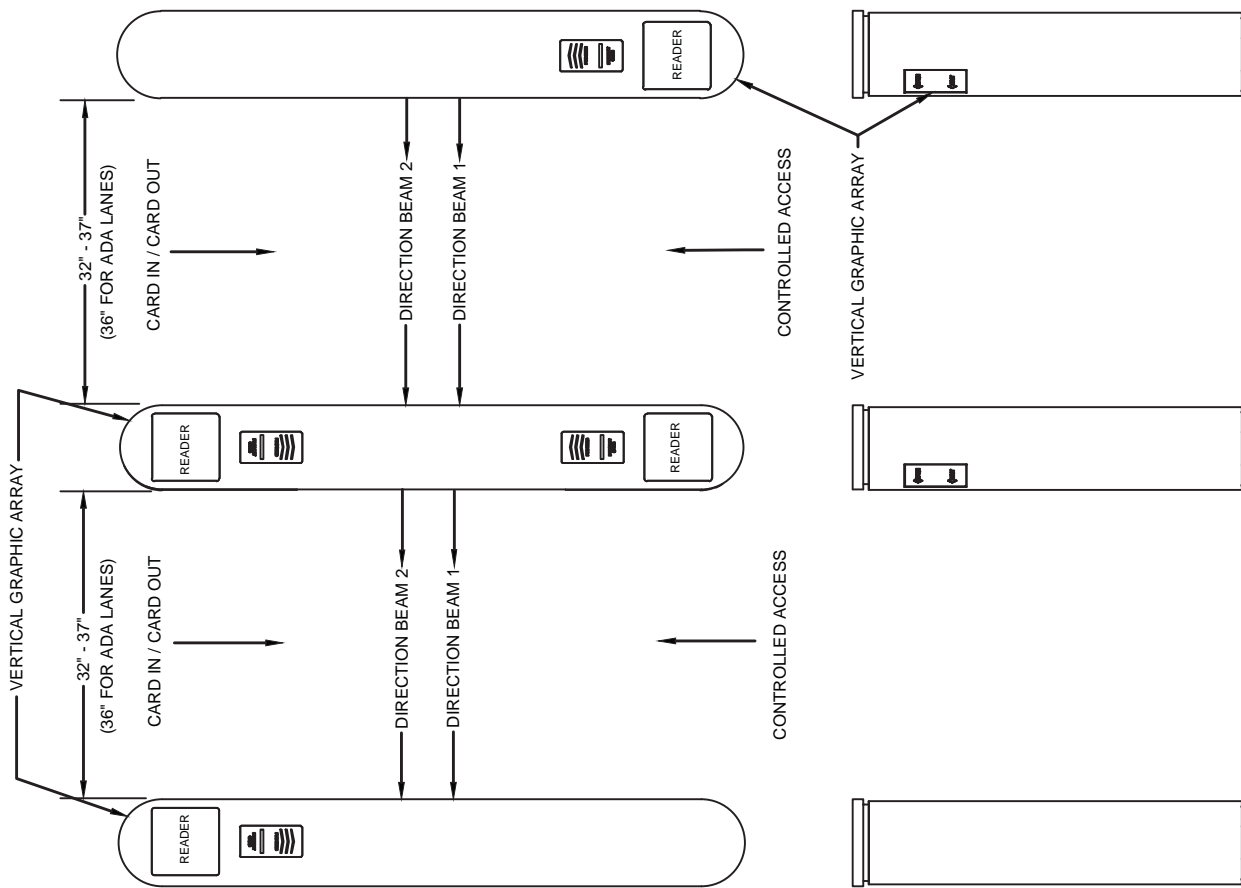 VERTICAL GRAPHIC ARRAY
32" - 37"
(36" FOR ADA LANES)
CARD IN / CARD OUT
32" - 37"
(36" FOR ADA LANES)
CARD IN / CARD OUT
READER
READER
DIRECTION BEAM 2
DIRECTION BEAM 1
DIRECTION BEAM 2
DIRECTION BEAM 1
READER
READER
CONTROLLED ACCESS
CONTROLLED ACCESS
VERTICAL GRAPHIC ARRAY